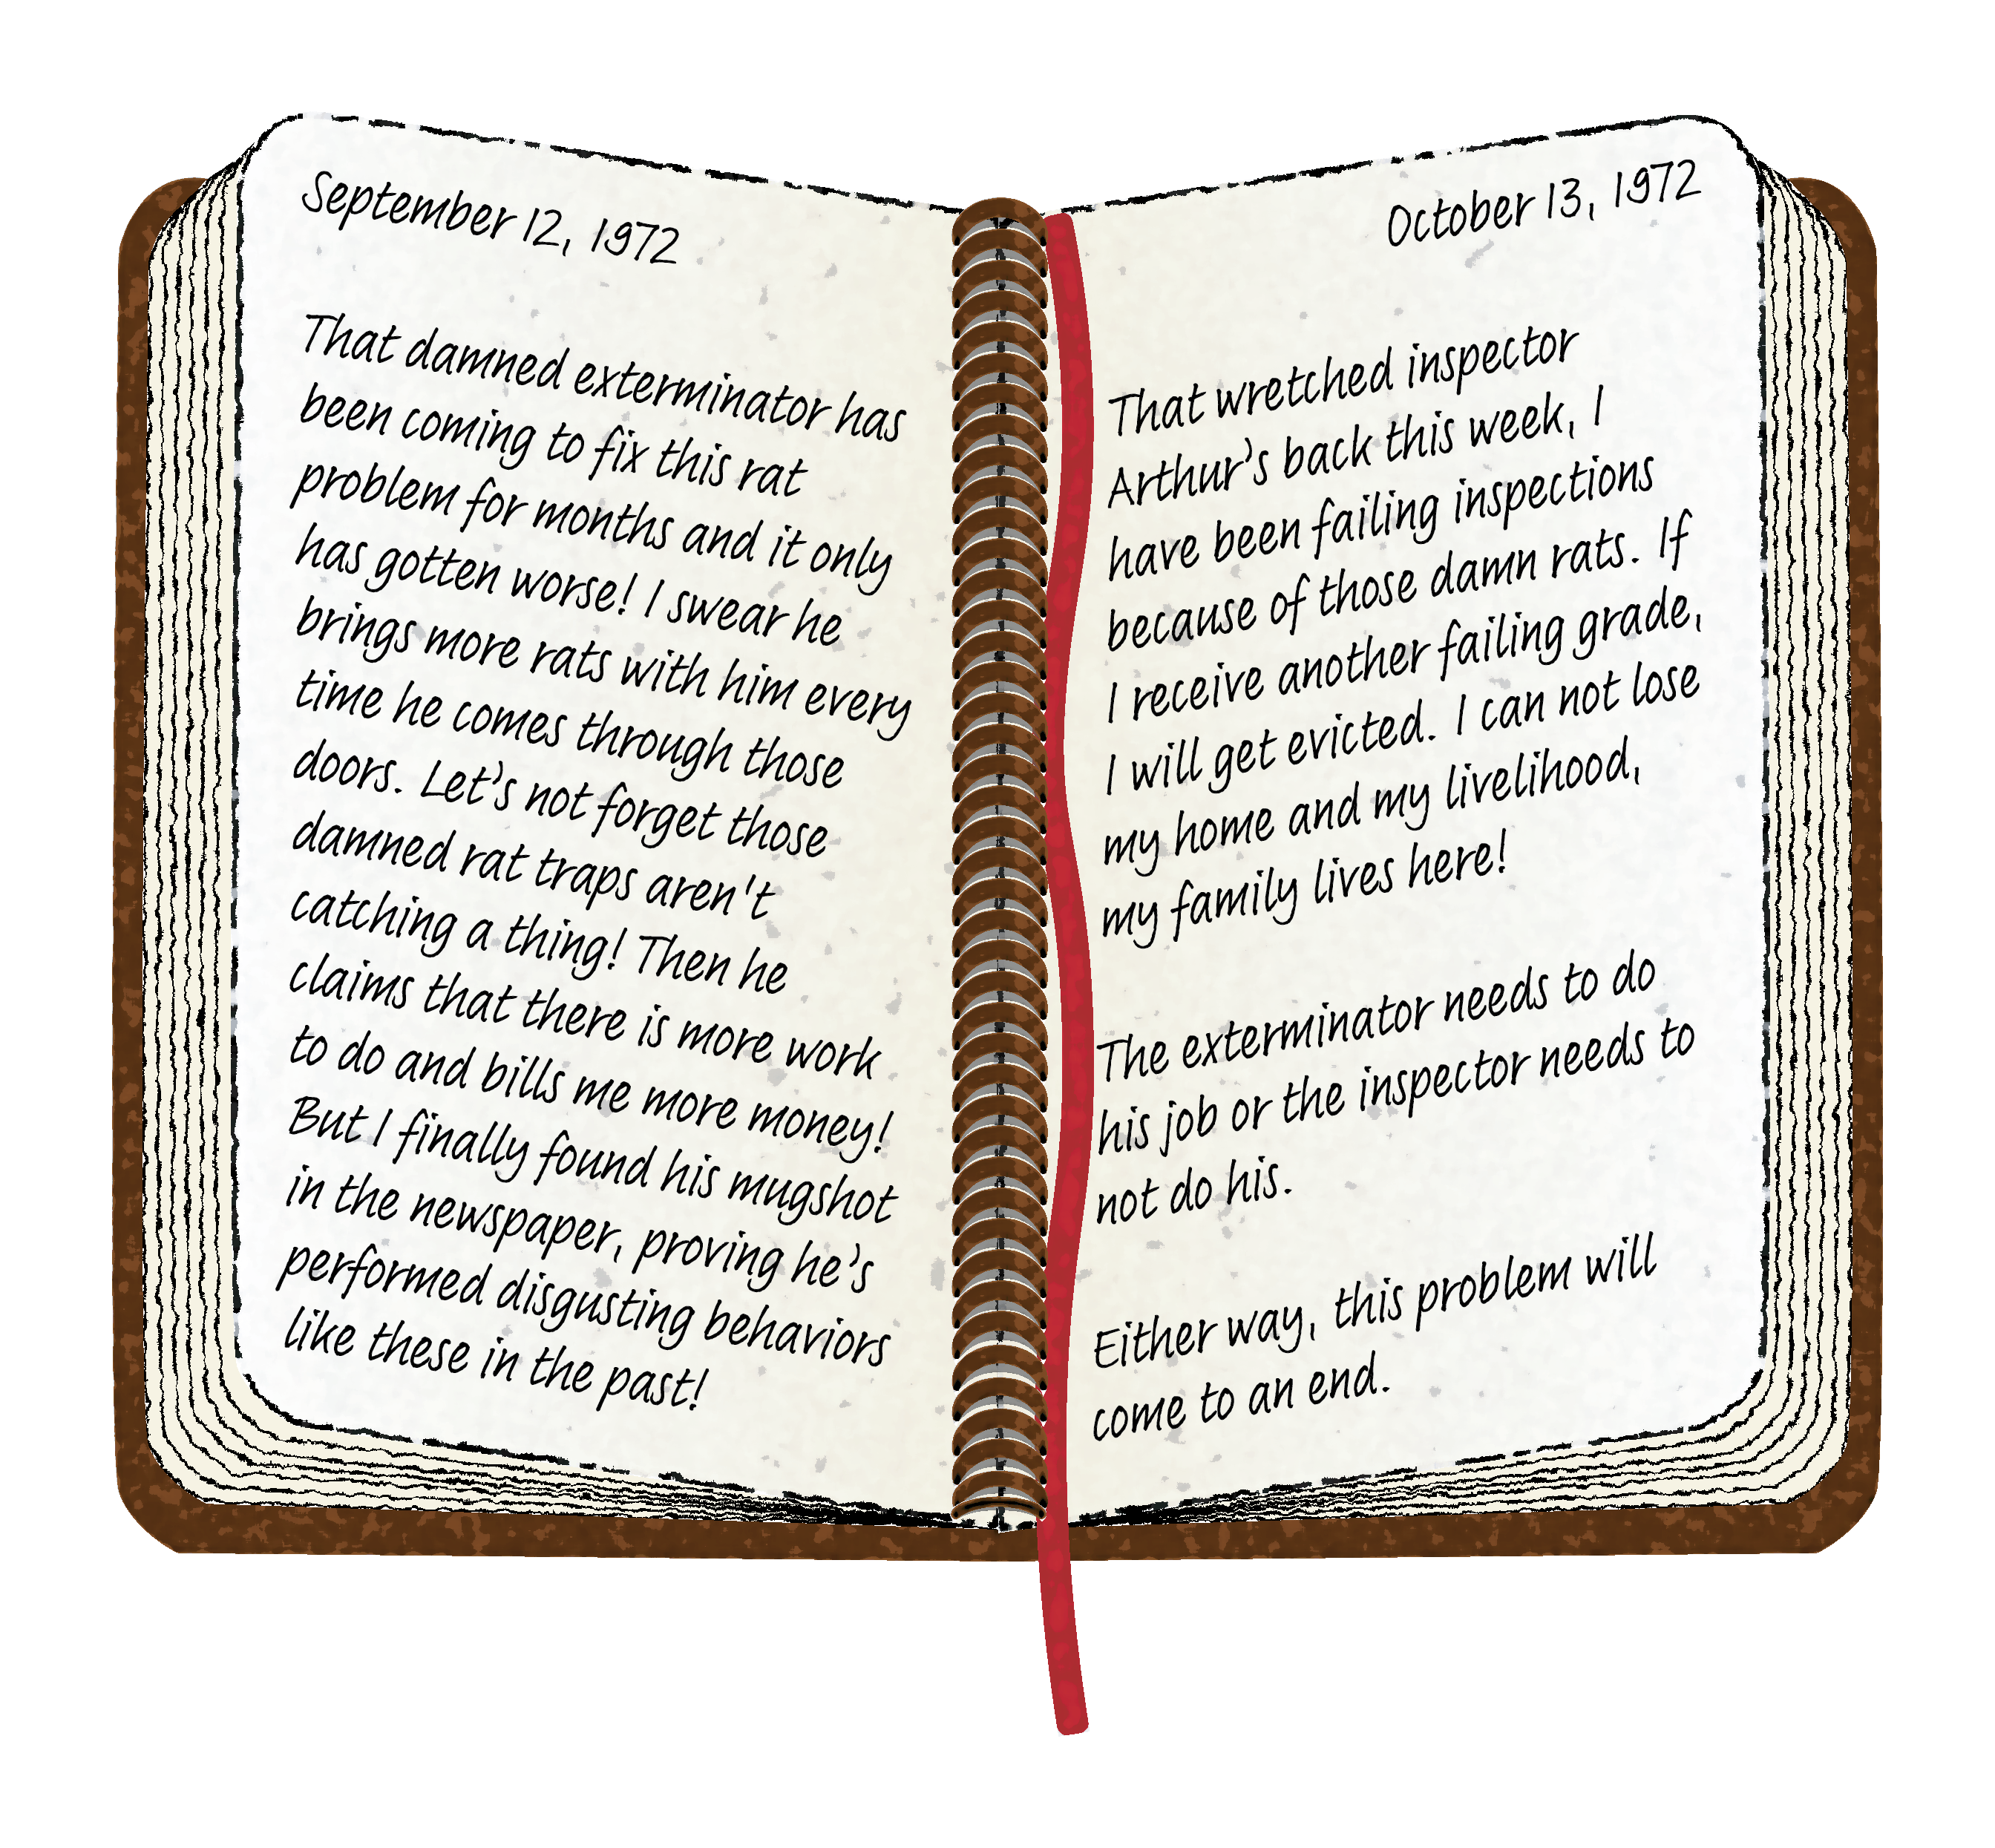 September 12, 1972
That damned exterminator has
been coming to fix this rat
problem for months and it only
has gotten worse! I swear he
brings more rats with him every
time he comes through those
doors. Let's not forget those
damned rat traps aren't
catching a thing! Then he
claims that there is more work
to do and bills me more money!
But I finally found his mugshot
in the newspaper, proving he's
performed disgusting behaviors
like these in the past!
October 13, 1972
That wretched inspector
Arthur's back this week, I
have been failing inspections
because of those damn rats. If
I receive another failing grade,
I will get evicted. I can not lose
my home and my livelihood,
my family lives here!
The exterminator needs to do
his job or the inspector needs to
not do his.
Either way, this problem will
come to an end.